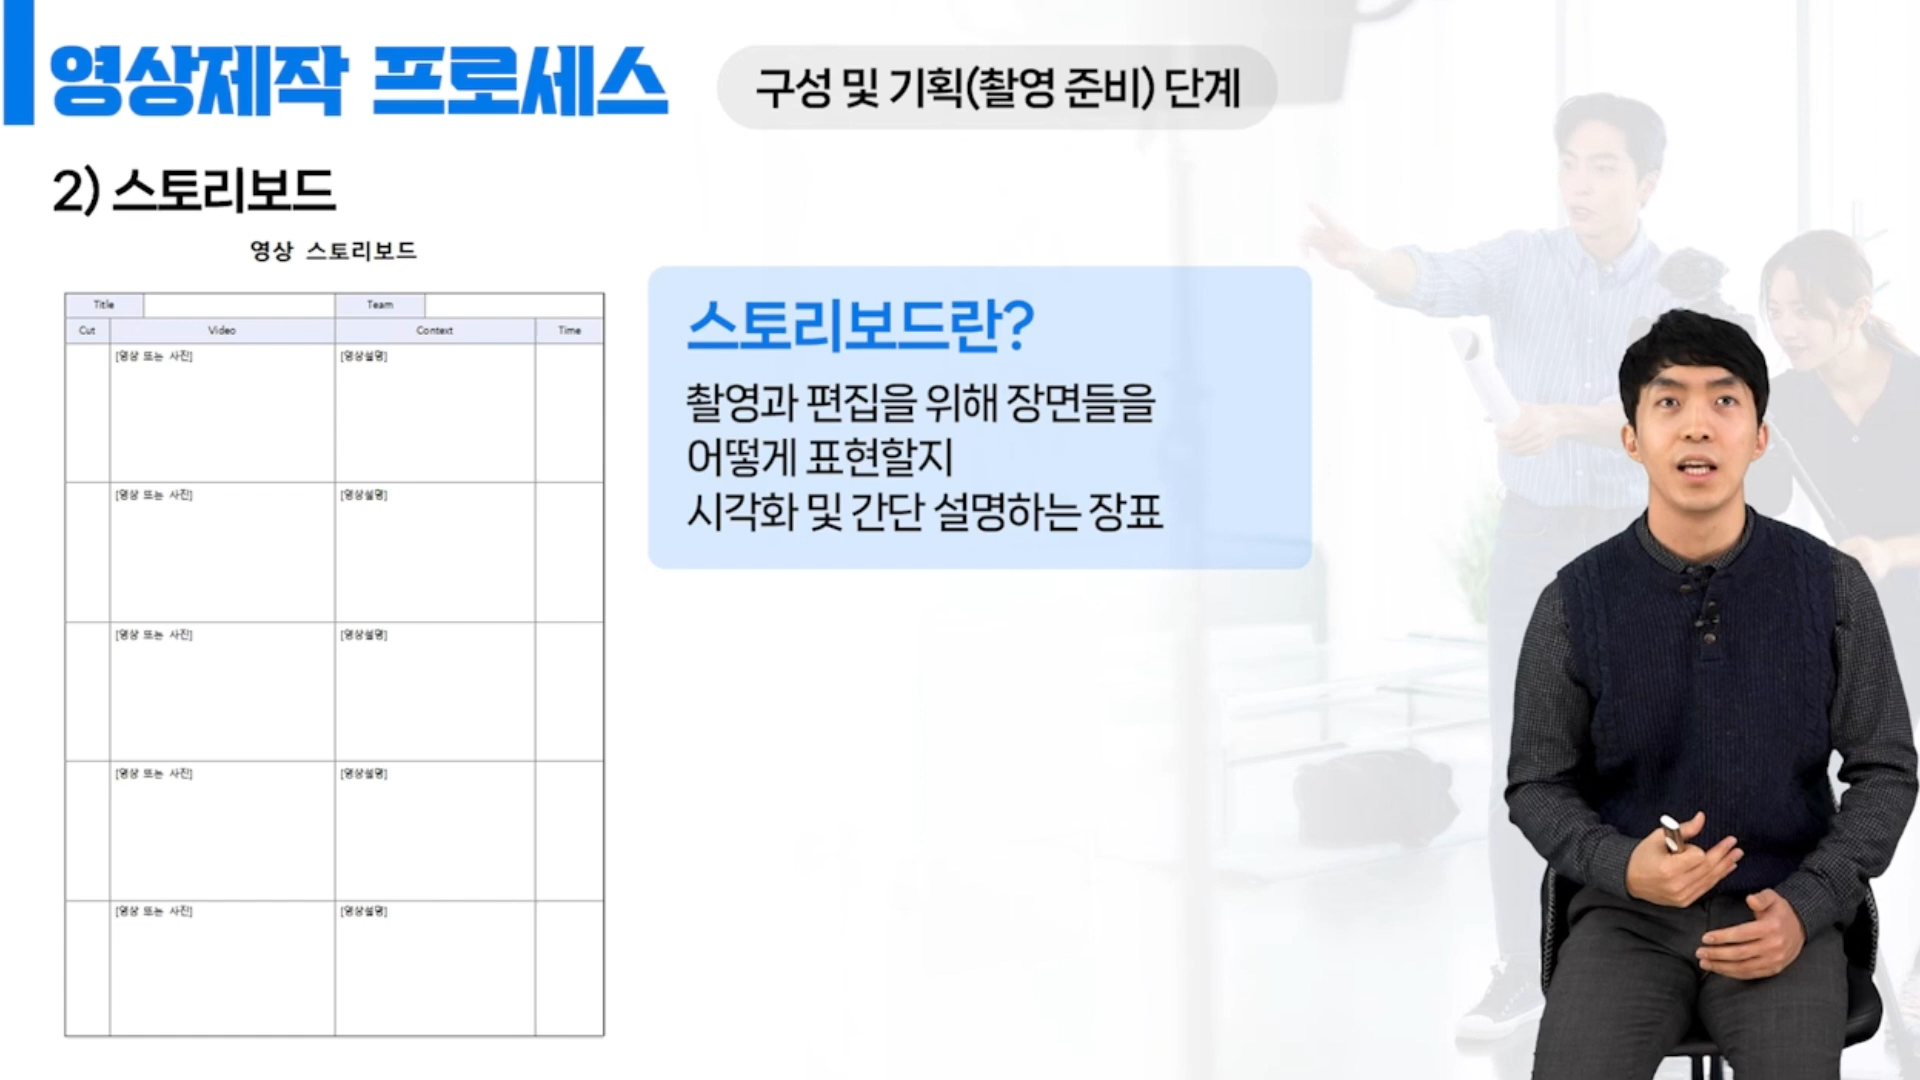 영상제작 프로세스
구성 및 기획(촬영 준비) 단계
2) 스토리보드
영상 스토리보드
Title Team
Cut Video Context Time
[영상 또는 사진] [영상설명]
[영상 또는 사진] [영상설명]
[영상 또는 사진] [영상설명]
[영상 또는 사진] [영상설명]
[영상 또는 사진] [영상설명]
스토리보드란?
촬영과 편집을 위해 장면들을
어떻게 표현할지
시각화 및 간단 설명하는 장표